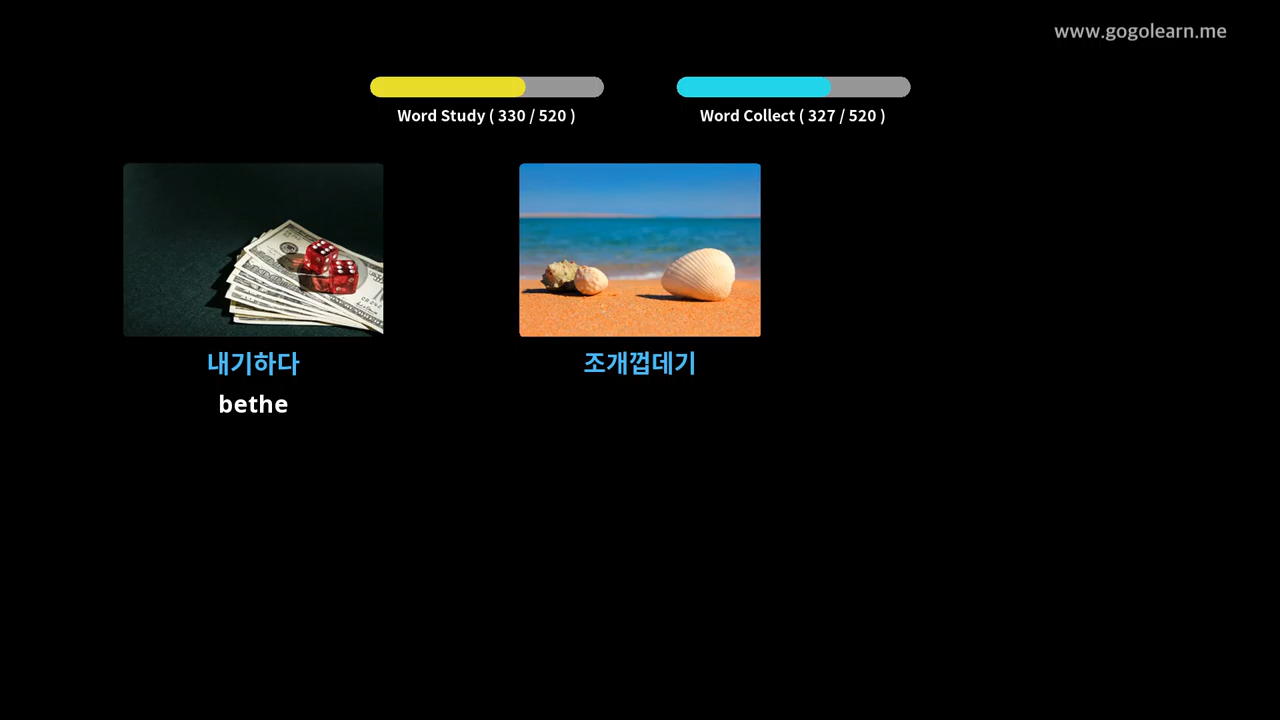 www.gogolearn.me
Word Study ( 330 / 520 )
Word Collect ( 327 / 520 )
내기하다
조개껍데기
bethe